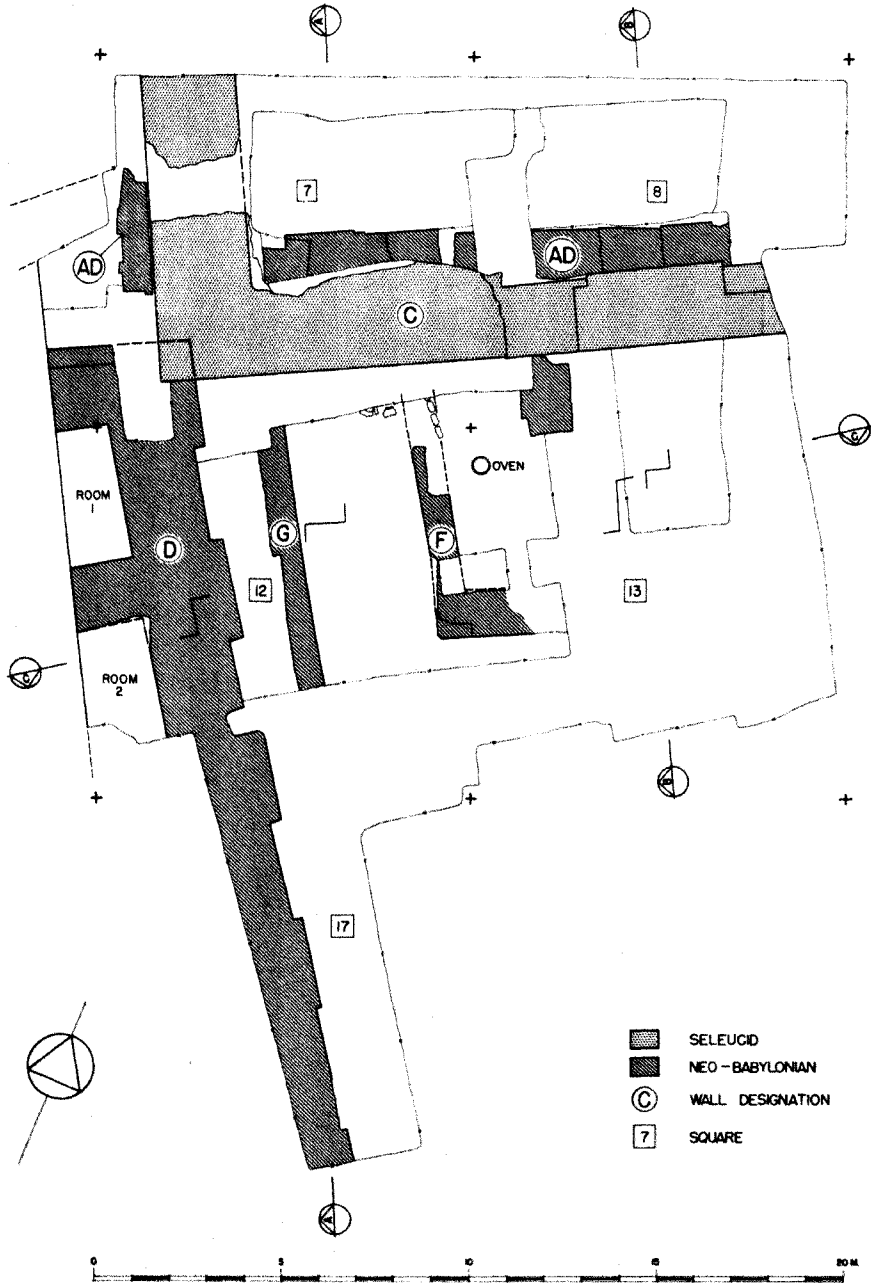 A
B
7
8
AD
AD
C
G
OVEN
ROOM
1
D
G
F
12
13
G
ROOM
2
B
17
SELEUCID
NEO-BABYLONIAN
C WALL DESIGNATION
7 SQUARE
A
0 5 10 15 20 M.